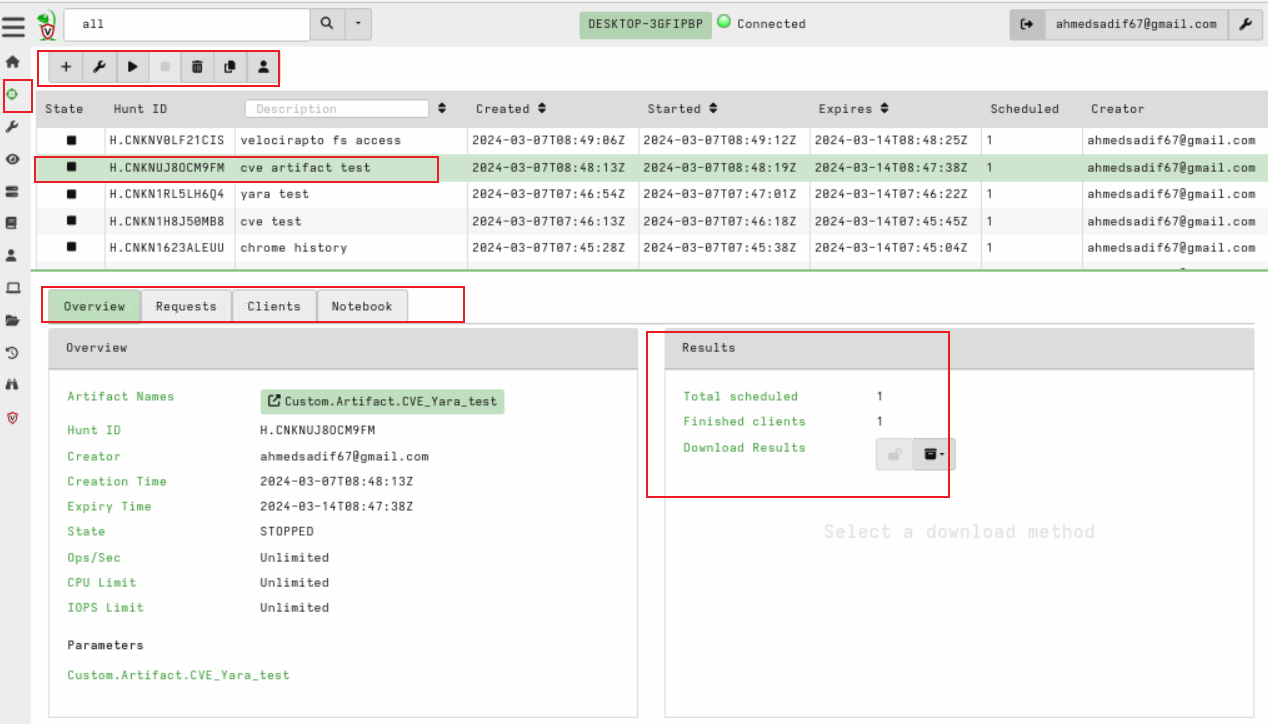 all DESKTOP-3GFIPBP Connected ahmedsadif67@gmail.com
State Hunt ID Description Created Started Expires Scheduled Creator
H.CNKNV0LF21CIS velocirapto fs access 2024-03-07T08:49:06Z 2024-03-07T08:49:12Z 2024-03-14T08:48:25Z 1 ahmedsadif67@gmail.com
H.CNKNUJ8OCM9FM cve artifact test 2024-03-07T08:48:13Z 2024-03-07T08:48:19Z 2024-03-14T08:47:38Z 1 ahmedsadif67@gmail.com
H.CNKN1RL5LH6Q4 yara test 2024-03-07T07:46:54Z 2024-03-07T07:47:01Z 2024-03-14T07:46:22Z 1 ahmedsadif67@gmail.com
H.CNKN1H8J50MB8 cve test 2024-03-07T07:46:13Z 2024-03-07T07:46:18Z 2024-03-14T07:45:45Z 1 ahmedsadif67@gmail.com
H.CNKN1623ALEUU chrome history 2024-03-07T07:45:28Z 2024-03-07T07:45:38Z 2024-03-14T07:45:04Z 1 ahmedsadif67@gmail.com
Overview Requests Clients Notebook
Overview
Artifact Names Custom.Artifact.CVE_Yara_test
Hunt ID H.CNKNUJ8OCM9FM
Creator ahmedsadif67@gmail.com
Creation Time 2024-03-07T08:48:13Z
Expiry Time 2024-03-14T08:47:38Z
State STOPPED
Ops/Sec Unlimited
CPU Limit Unlimited
IOPS Limit Unlimited
Parameters
Custom.Artifact.CVE_Yara_test
Results
Total scheduled 1
Finished clients 1
Download Results
Select a download method